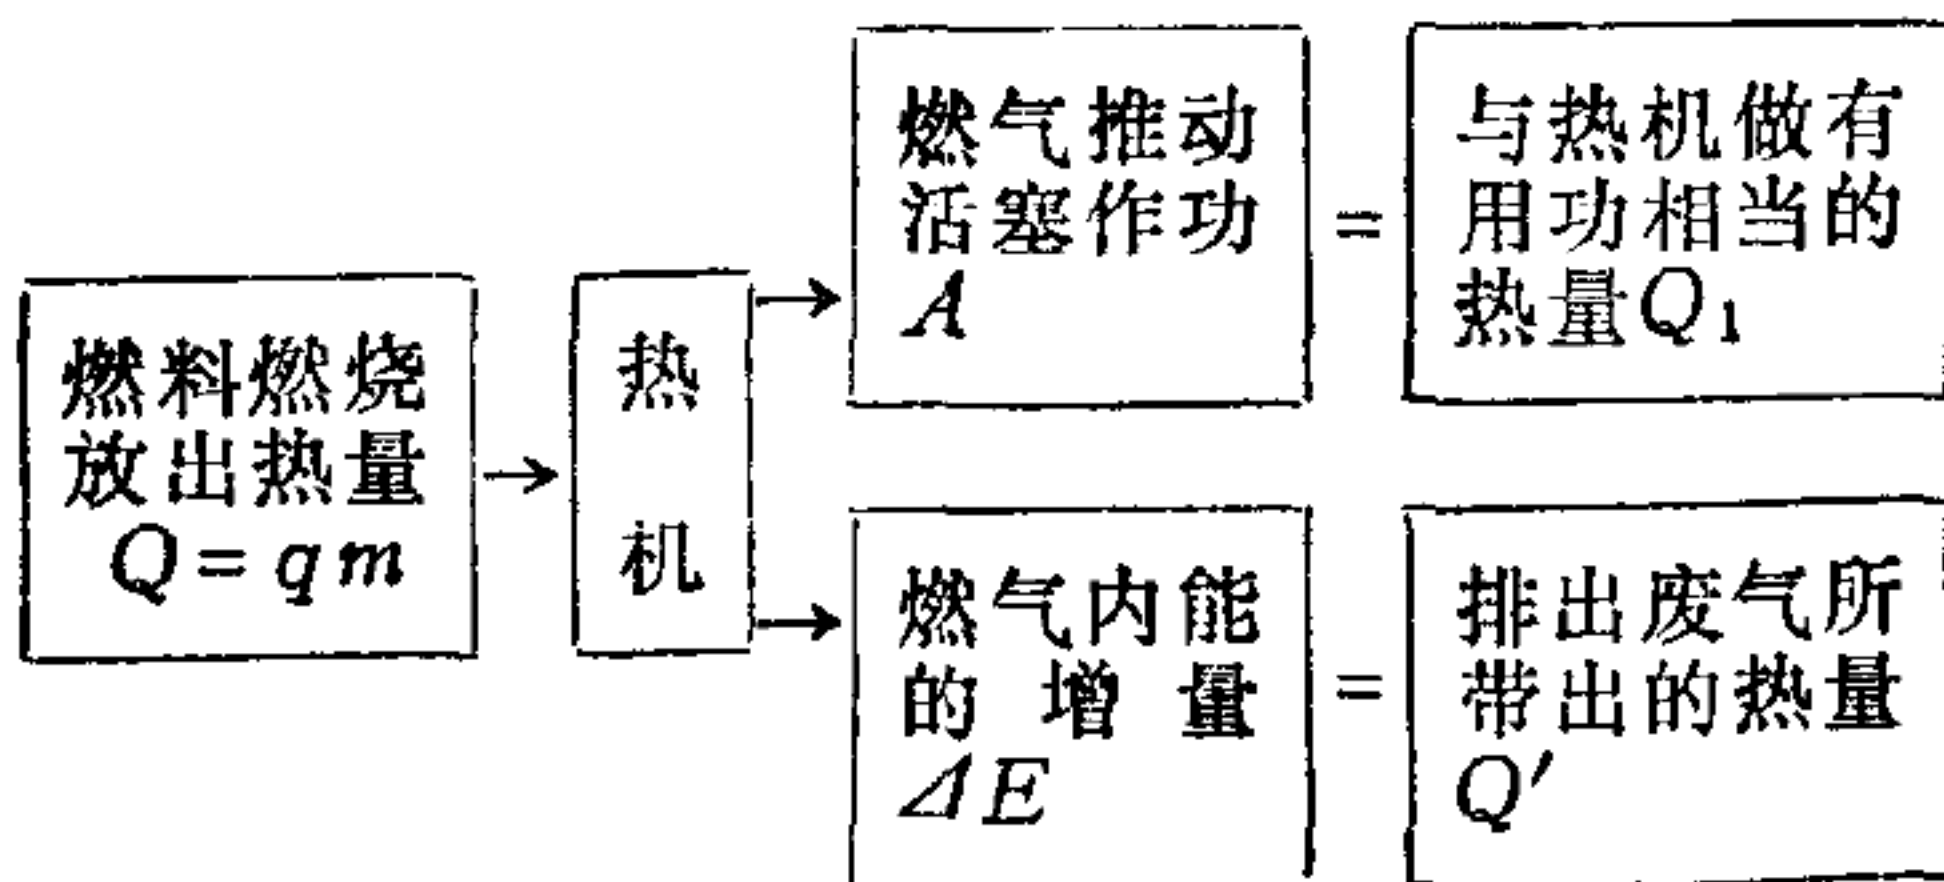 燃料燃烧
放出热量
Q = q m
热
机
燃气推动
活塞作功
A
=
与热机做有
用功相当的
热量Q₁
燃气内能
的增量
ΔE
=
排出废气所
带出的热量
Q′